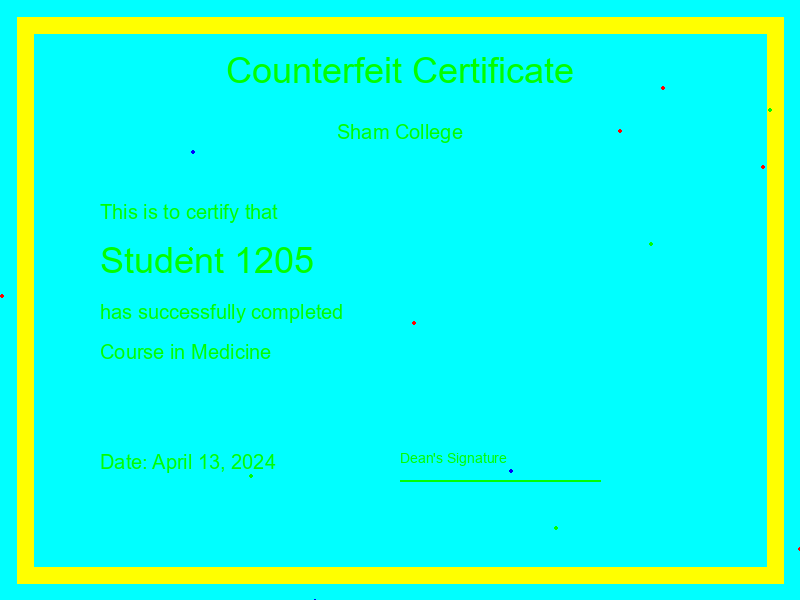 Counterfeit Certificate
Sham College
This is to certify that
Student 1205
has successfully completed
Course in Medicine
Date: April 13, 2024
Dean's Signature